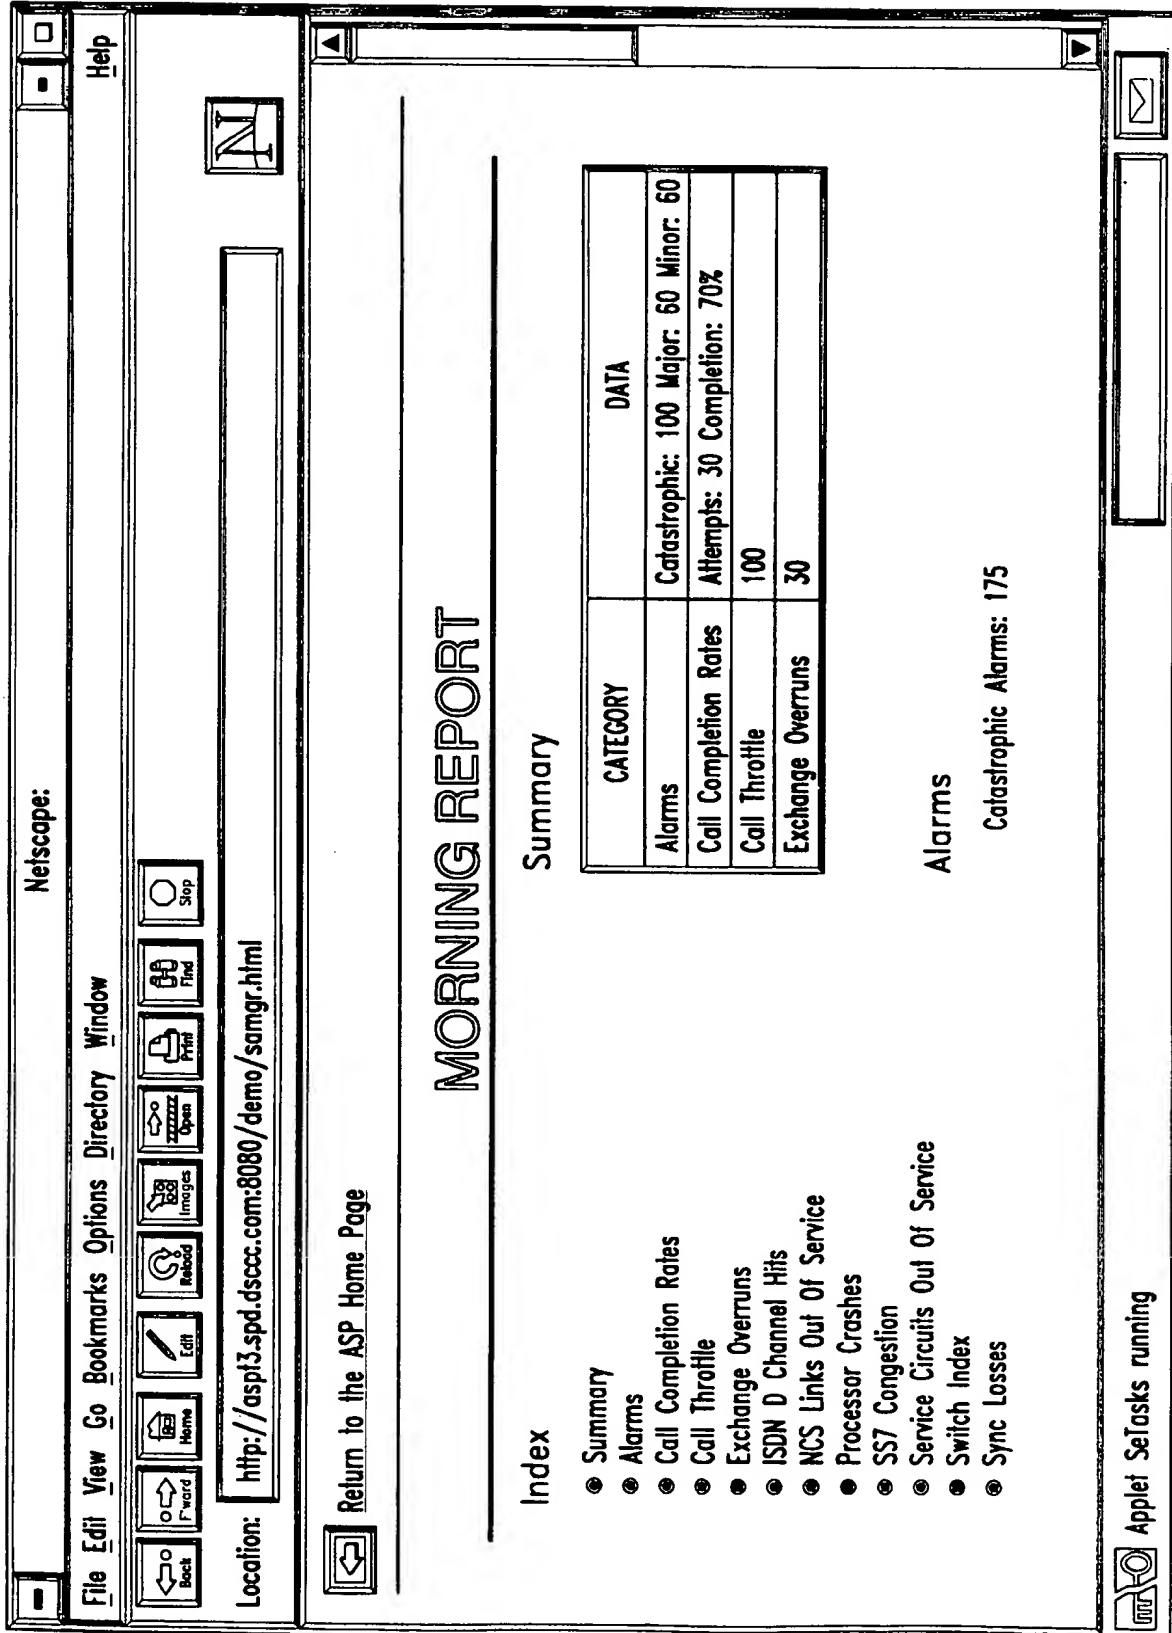 Netscape:
File Edit View Go Bookmarks Options Directory Window Help
Back F'ward Home Edit Reload Images Open Print Find Stop
N
Location: http://aspt3.spd.dsccc.com:8080/demo/samgr.html
Return to the ASP Home Page
MORNING REPORT
Index
Summary
Alarms
Call Completion Rates
Call Throttle
Exchange Overruns
ISDN D Channel Hits
NCS Links Out Of Service
Processor Crashes
SS7 Congestion
Service Circuits Out Of Service
Switch Index
Sync Losses
Summary
CATEGORY DATA
Alarms Catastrophic: 100 Major: 60 Minor: 60
Call Completion Rates Attempts: 30 Completion: 70%
Call Throttle 100
Exchange Overruns 30
Alarms
Catastrophic Alarms: 175
Applet SeTasks running